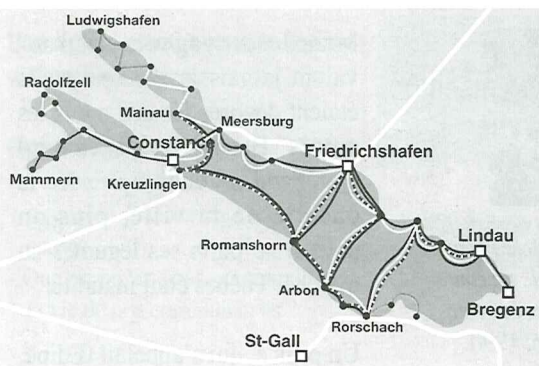 Ludwigshafen
Radolfzell
Mainau
Meersburg
Constance
Friedrichshafen
Mammern
Kreuzlingen
Romanshorn
Lindau
Arbon
Bregenz
Rorschach
St-Gall